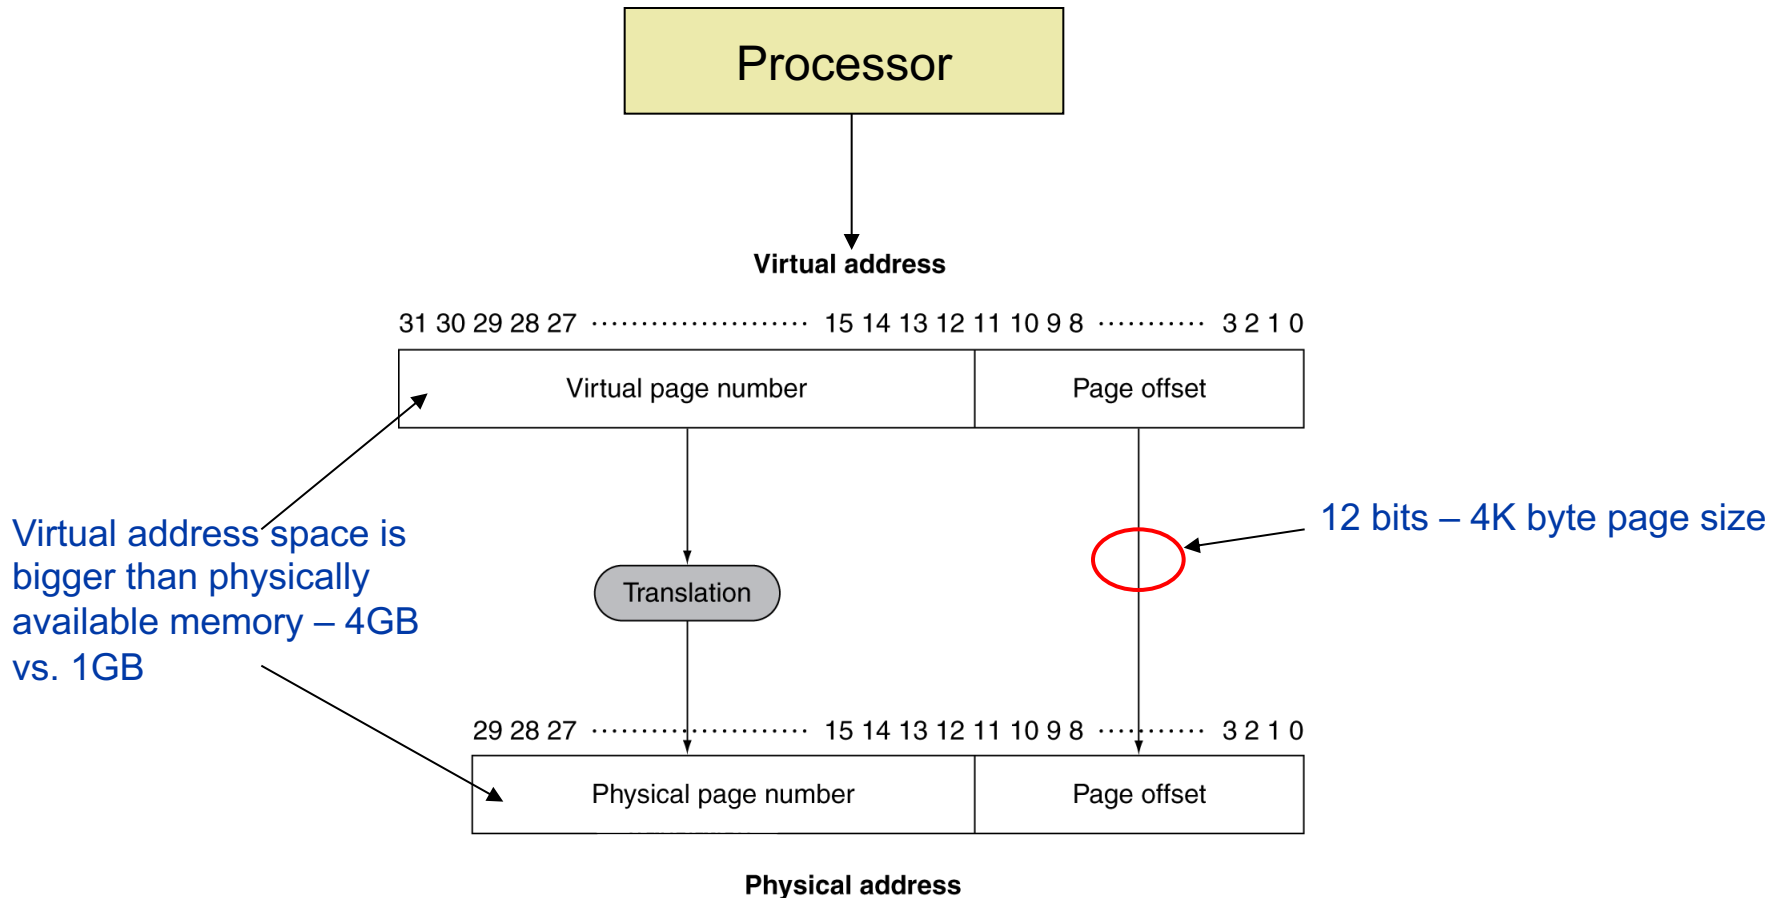 Processor
Virtual address
31 30 29 28 27 ...................... 15 14 13 12 11 10 9 8 ........... 3 2 1 0
Virtual page number Page offset
12 bits – 4K byte page size
Virtual address space is
bigger than physically
available memory – 4GB
vs. 1GB
Translation
29 28 27 ...................... 15 14 13 12 11 10 9 8 ........... 3 2 1 0
Physical page number Page offset
Physical address